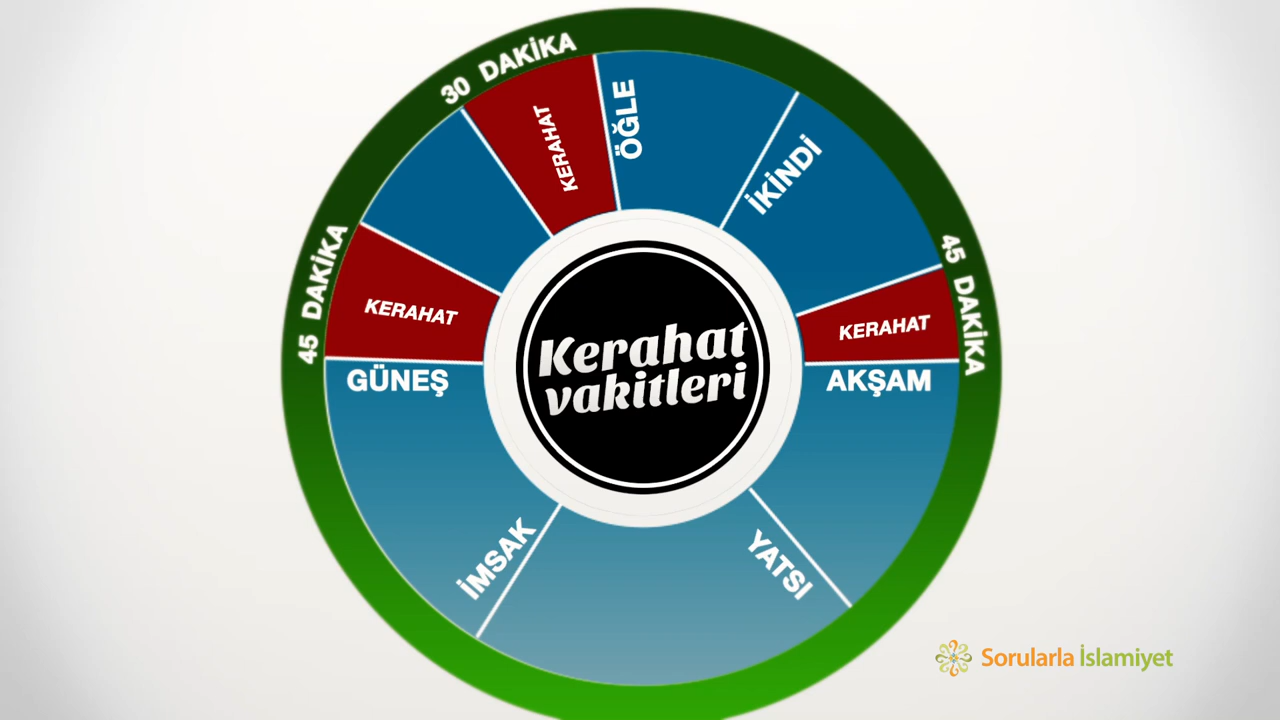 30 DAKİKA
KERAHAT
ÖĞLE
İKİNDİ
45 DAKİKA
KERAHAT
45 DAKİKA
KERAHAT
GÜNEŞ
AKŞAM
Kerahat
vakitleri
İMSAK
YATSI
Sorularla İslamiyet